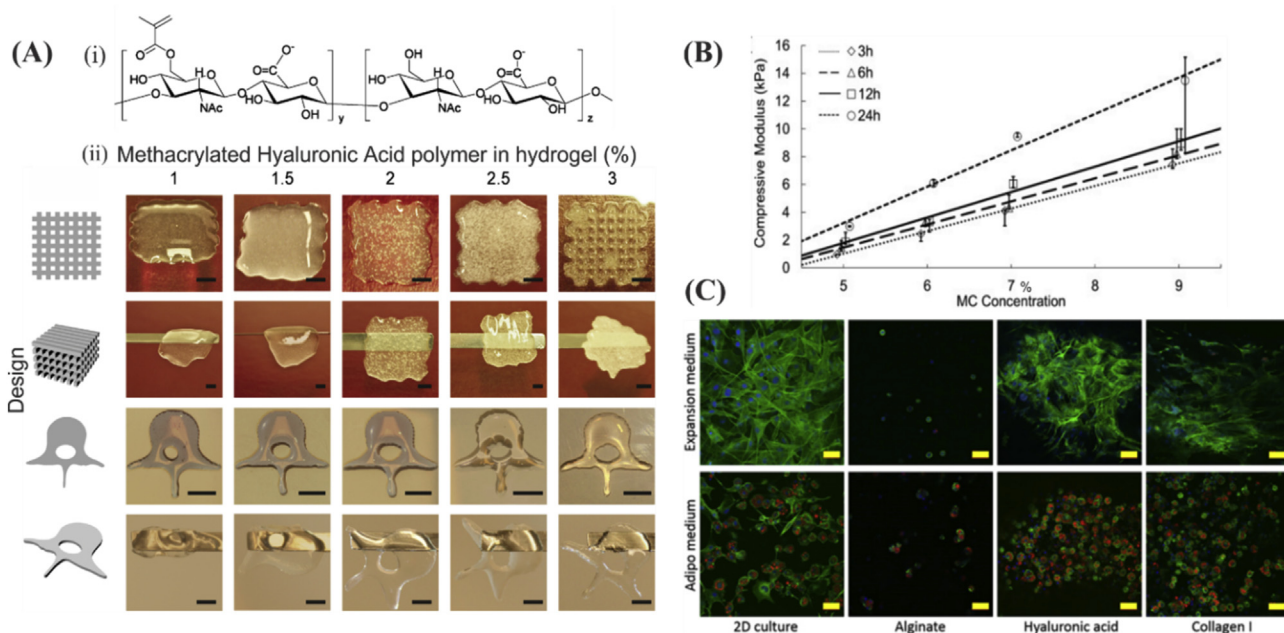 (A)
(i)
HO
O
O
O
H
NAc
O
O
O⁻
O
HO
OH
y
OH
HO
O
H
NAc
O
O
O⁻
O
HO
OH
z
O
(ii) Methacrylated Hyaluronic Acid polymer in hydrogel (%)
1 1.5 2 2.5 3
Design
(B)
Compressive Modulus (kPa)
16
14
12
10
8
6
4
2
0
3h
6h
12h
24h
5 6 7 8 9
%
MC Concentration
(C)
Expansion medium
Adipo medium
2D culture Alginate Hyaluronic acid Collagen I